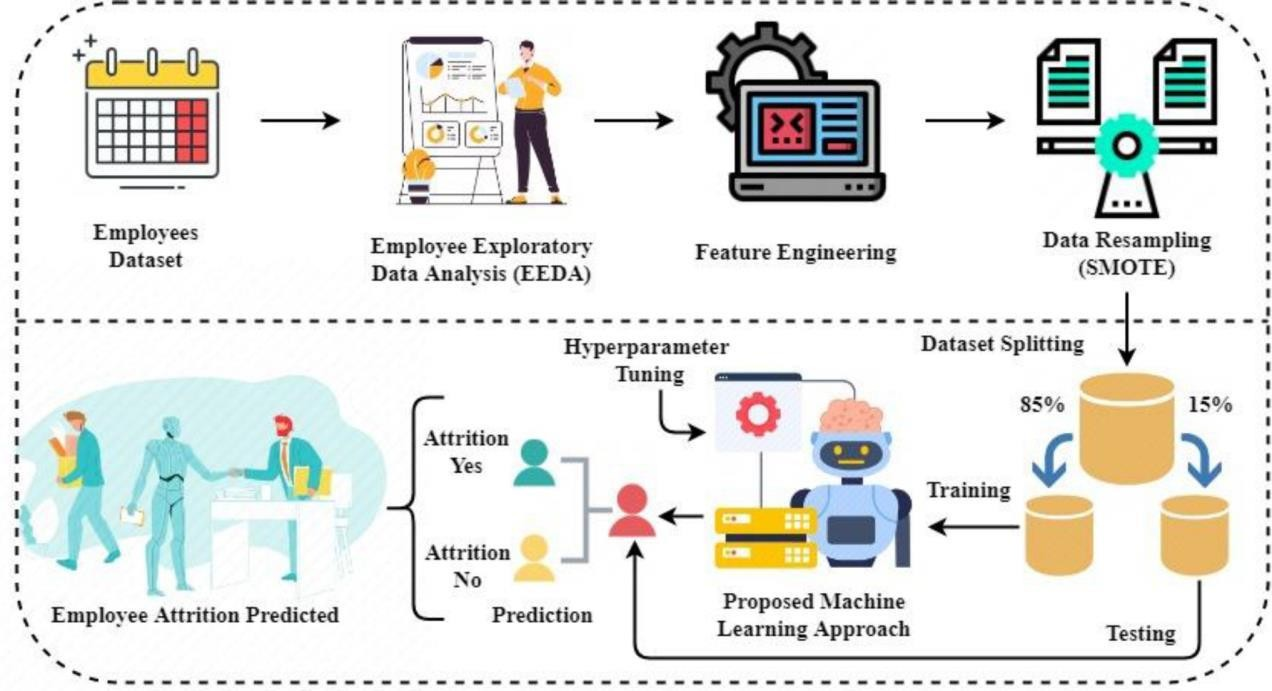 Employees
Dataset
Employee Exploratory
Data Analysis (EEDA)
Feature Engineering
Data Resampling
(SMOTE)
Hyperparameter
Tuning
Dataset Splitting
85%
15%
Attrition
Yes
Training
Attrition
No
Employee Attrition Predicted
Prediction
Proposed Machine
Learning Approach
Testing